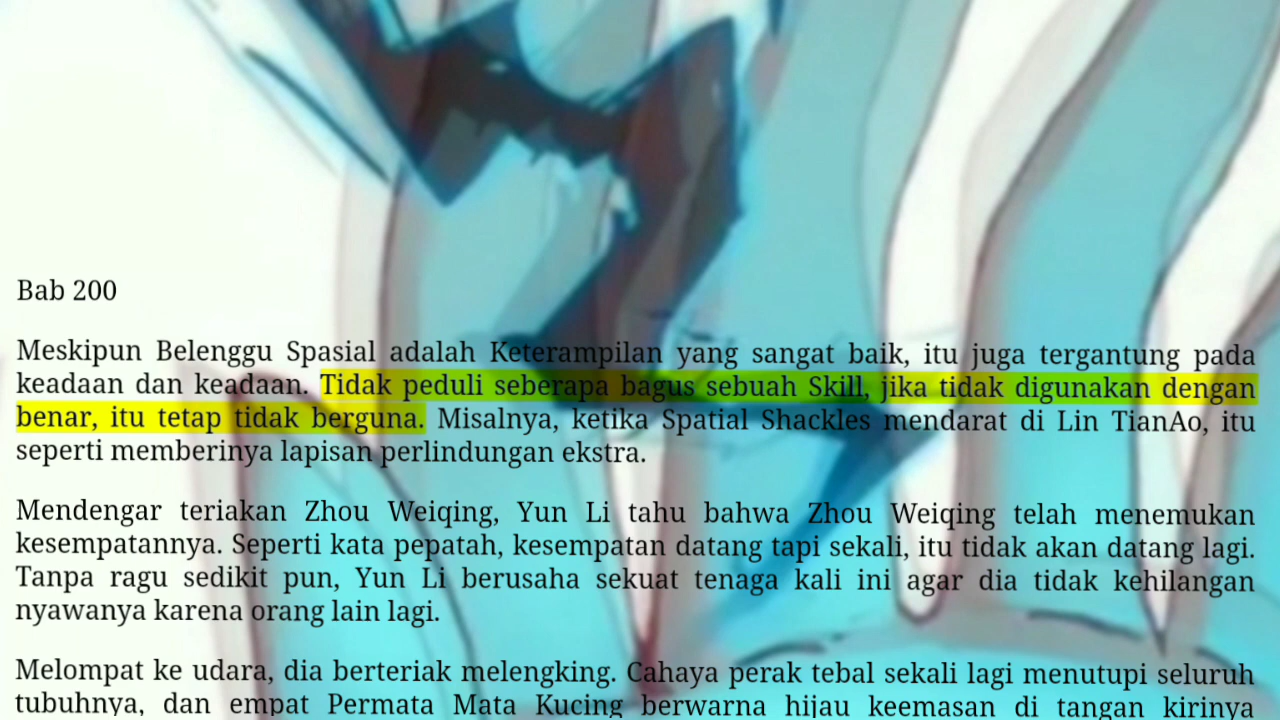 Bab 200
Meskipun Belenggu Spasial adalah Keterampilan yang sangat baik, itu juga tergantung pada
keadaan dan keadaan. Tidak peduli seberapa bagus sebuah Skill, jika tidak digunakan dengan
benar, itu tetap tidak berguna. Misalnya, ketika Spatial Shackles mendarat di Lin TianAo, itu
seperti memberinya lapisan perlindungan ekstra.
Mendengar teriakan Zhou Weiqing, Yun Li tahu bahwa Zhou Weiqing telah menemukan
kesempatannya. Seperti kata pepatah, kesempatan datang tapi sekali, itu tidak akan datang lagi.
Tanpa ragu sedikit pun, Yun Li berusaha sekuat tenaga kali ini agar dia tidak kehilangan
nyawanya karena orang lain lagi.
Melompat ke udara, dia berteriak melengking. Cahaya perak tebal sekali lagi menutupi seluruh
tubuhnya, dan empat Permata Mata Kucing berwarna hijau keemasan di tangan kirinya